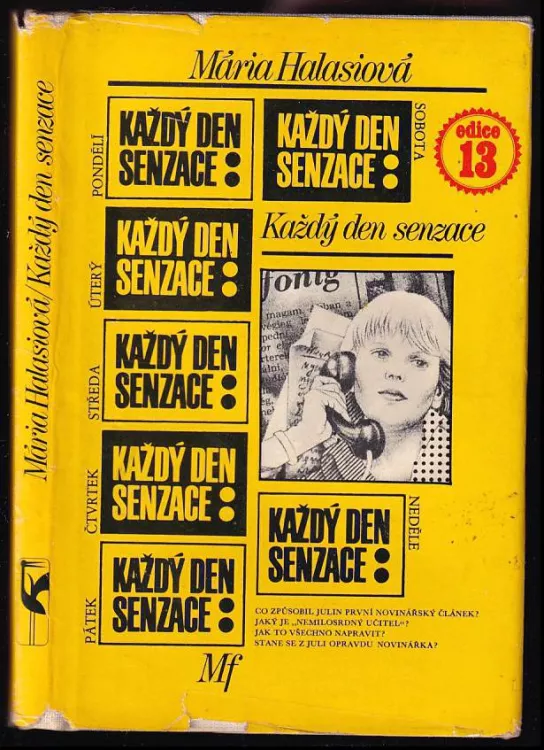 Mária Halasiová/Každý den senzace
Mária Halasiová
PONDĚLÍ
KAŽDÝ DEN
SENZACE:
KAŽDÝ DEN
SENZACE:
SOBOTA
edice
13
ÚTERÝ
KAŽDÝ DEN
SENZACE:
Každý den senzace
fonig
STŘEDA
KAŽDÝ DEN
SENZACE:
ČTVRTEK
KAŽDÝ DEN
SENZACE:
PÁTEK
KAŽDÝ DEN
SENZACE:
KAŽDÝ DEN
SENZACE:
NEDĚLE
CO ZPŮSOBIL JULIN PRVNÍ NOVINÁŘSKÝ ČLÁNEK?
JAKÝ JE „NEMILOSRDNÝ UČITEL"?
JAK TO VŠECHNO NAPRAVIT?
STANE SE Z JULI OPRAVDU NOVINÁŘKA?
Mf